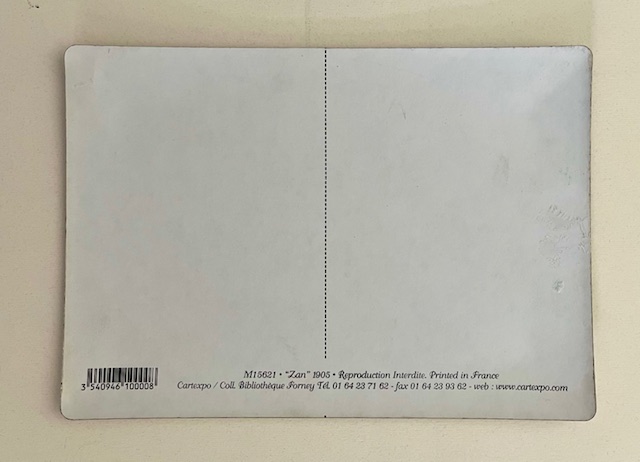 M15621 • "Zan" 1905 • Reproduction Interdite. Printed in France
Cartexpo / Coll. Bibliothèque Forney Tél. 01 64 23 71 62 - fax 01 64 23 93 62 - web : www.cartexpo.com
3 540946 100008